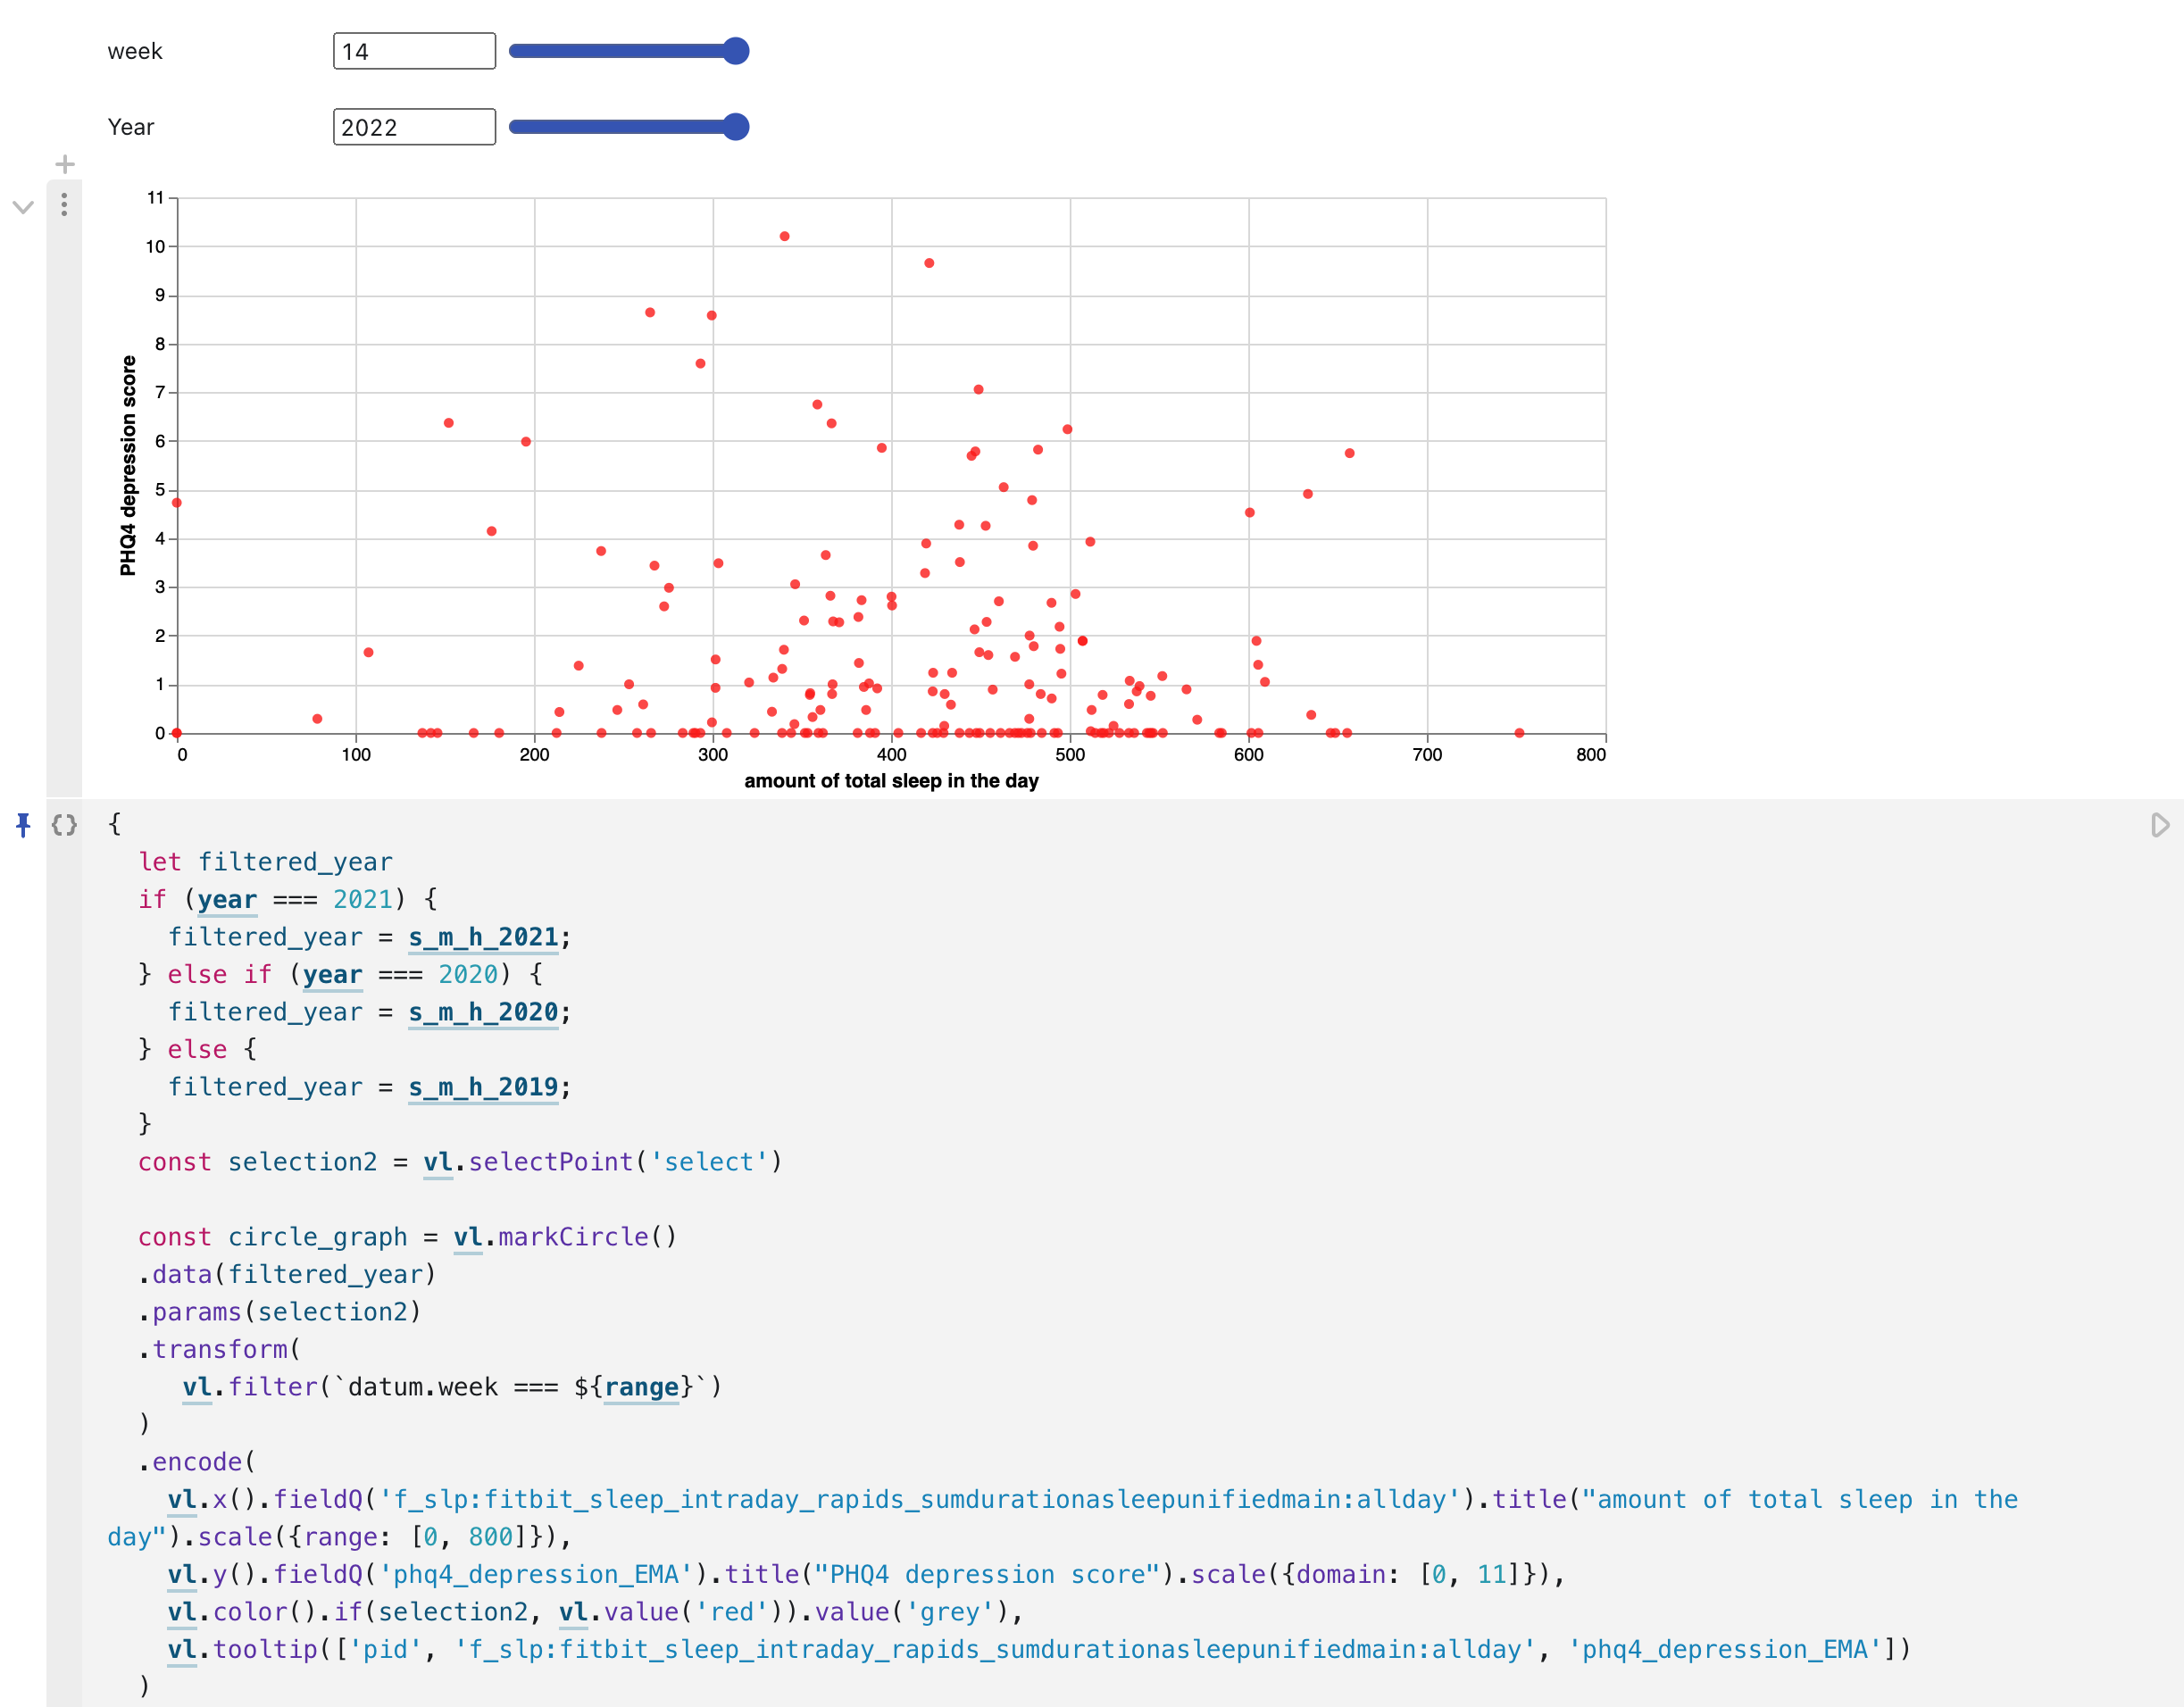 week 14
Year 2022
11
10
9
8
7
6
5
4
3
2
1
0
PHQ4 depression score
0 100 200 300 400 500 600 700 800
amount of total sleep in the day
{
let filtered_year
if (year === 2021) {
filtered_year = s_m_h_2021;
} else if (year === 2020) {
filtered_year = s_m_h_2020;
} else {
filtered_year = s_m_h_2019;
}
const selection2 = vl.selectPoint('select')
const circle_graph = vl.markCircle()
.data(filtered_year)
.params(selection2)
.transform(
vl.filter(`datum.week === ${range}`)
)
.encode(
vl.x().fieldQ('f_slp:fitbit_sleep_intraday_rapids_sumdurationasleepunifiedmain:allday').title("amount of total sleep in the
day").scale({range: [0, 800]}),
vl.y().fieldQ('phq4_depression_EMA').title("PHQ4 depression score").scale({domain: [0, 11]}),
vl.color().if(selection2, vl.value('red')).value('grey'),
vl.tooltip(['pid', 'f_slp:fitbit_sleep_intraday_rapids_sumdurationasleepunifiedmain:allday', 'phq4_depression_EMA'])
)